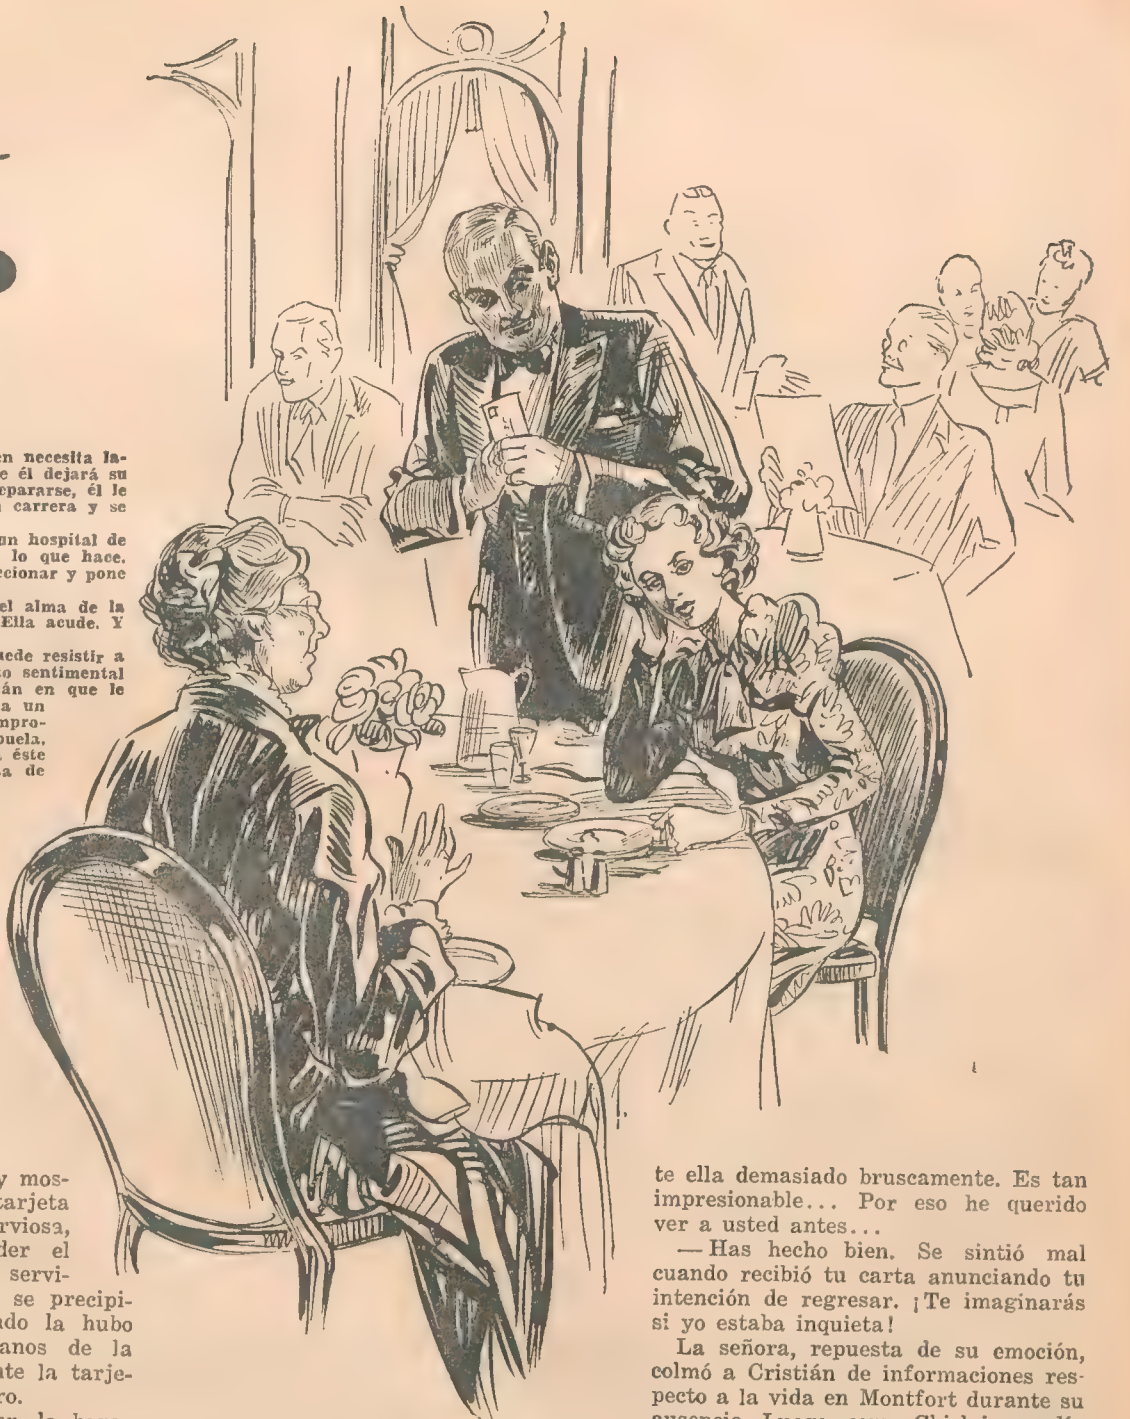 en necesita la-
e él dejará su
epararse, él le
carrera y se
un hospital de
lo que hace.
ccionar y pone
el alma de la
Ella acude. Y
uede resistir a
to sentimental
án en que le
a un
mpro-
buela,
éste
a de
y mos-
tarjeta
rviosa,
der el
servi-
se precipi-
do la hubo
anos de la
te la tarje-
ro.
te ella demasiado bruscamente. Es tan
impresionable... Por eso he querido
ver a usted antes...
— Has hecho bien. Se sintió mal
cuando recibió tu carta anunciando tu
intención de regresar. ¡Te imaginarás
si yo estaba inquieta!
La señora, repuesta de su emoción,
colmó a Cristián de informaciones res-
pecto a la vida en Montfort durante su